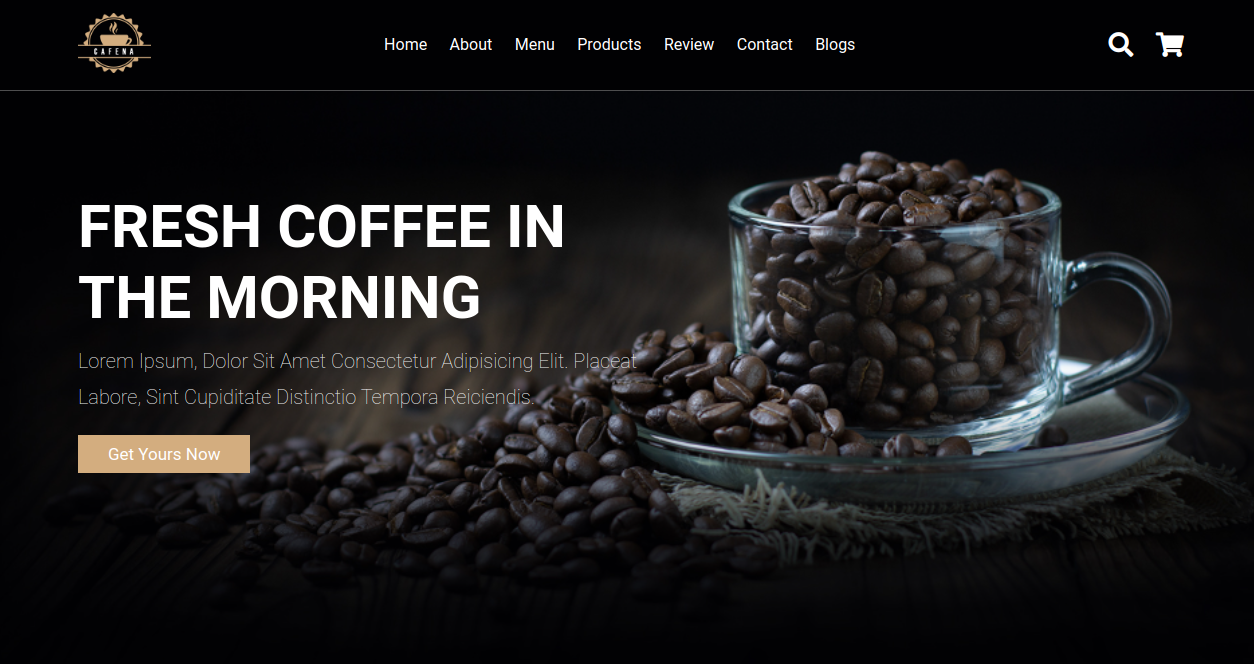 CAFENA
Home About Menu Products Review Contact Blogs
FRESH COFFEE IN
THE MORNING
Lorem Ipsum, Dolor Sit Amet Consectetur Adipisicing Elit. Placeat
Labore, Sint Cupiditate Distinctio Tempora Reiciendis.
Get Yours Now